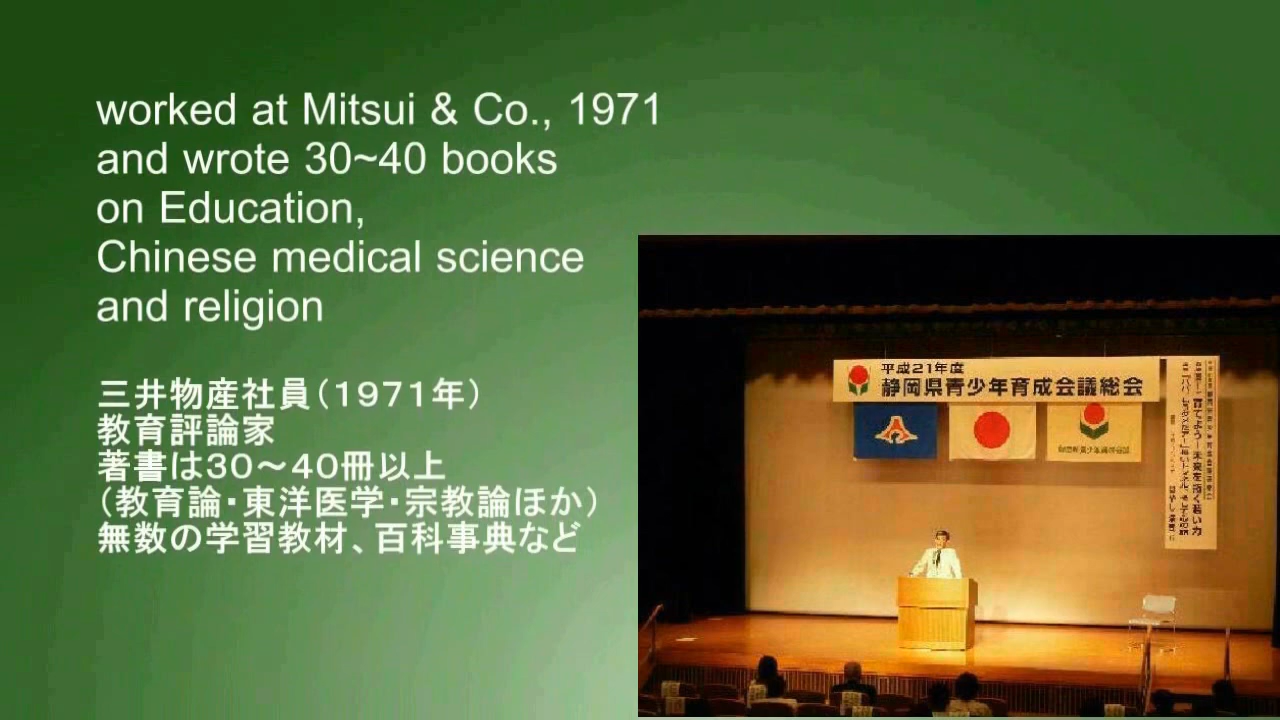 worked at Mitsui & Co., 1971
and wrote 30~40 books
on Education,
Chinese medical science
and religion
三井物産社員（１９７１年）
教育評論家
著書は３０～４０冊以上
（教育論・東洋医学・宗教論ほか）
無数の学習教材、百科事典など
平成21年度
静岡県青少年育成会議総会